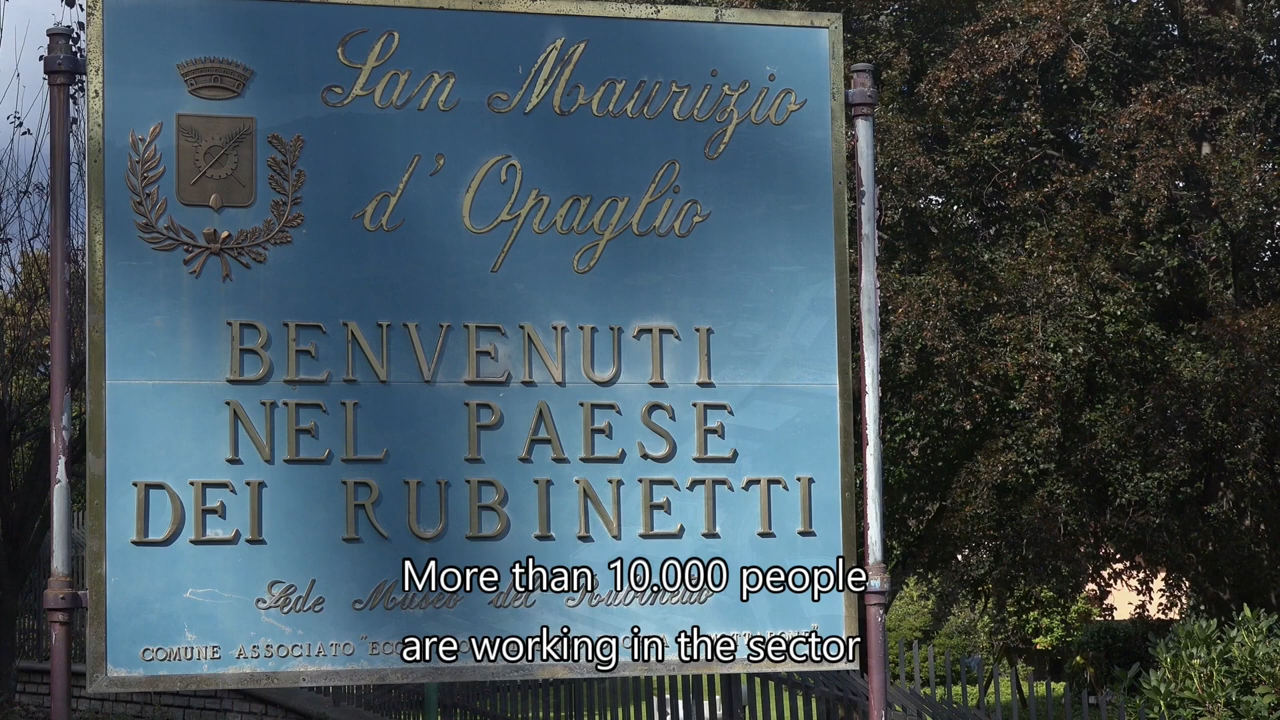 San Maurizio
d'Opaglio
BENVENUTI
NEL PAESE
DEI RUBINETTI
Sede Museo del Rubinetto
COMUNE ASSOCIATO
More than 10.000 people
are working in the sector